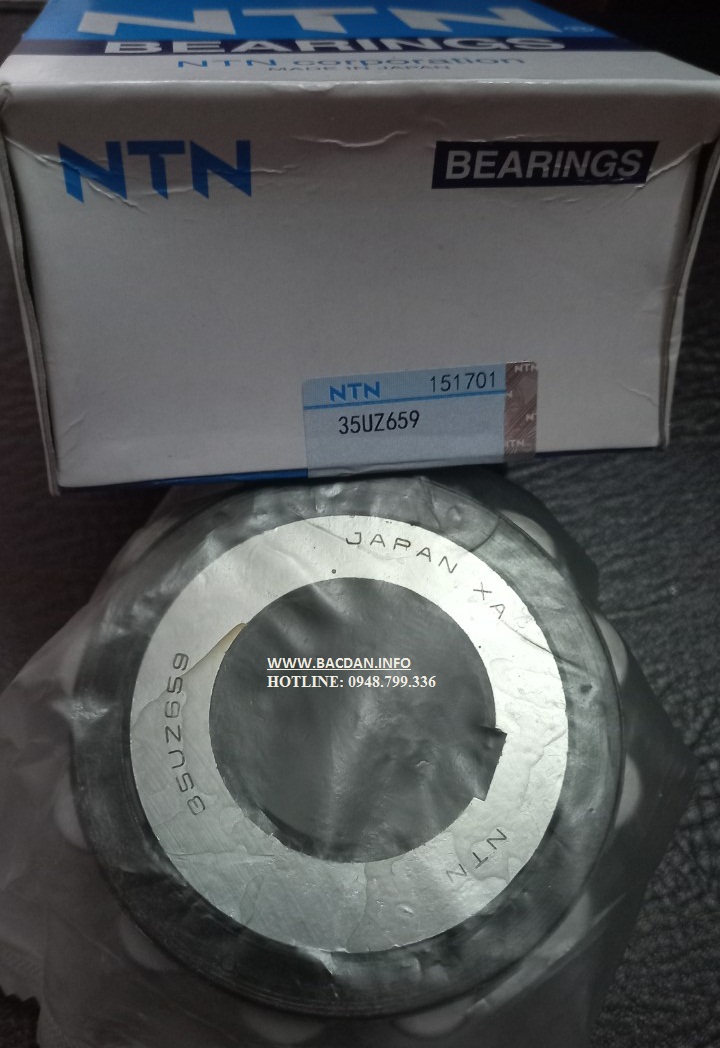 NTN
BEARINGS
NTN corporation
MADE IN JAPAN
NTN
BEARINGS
NTN 151701
35UZ659
JAPAN XA
WWW.BACDAN.INFO
HOTLINE: 0948.799.336
85UZ659
NTN